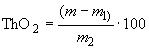 ThO₂ = (m − m₁) / m₂ · 100